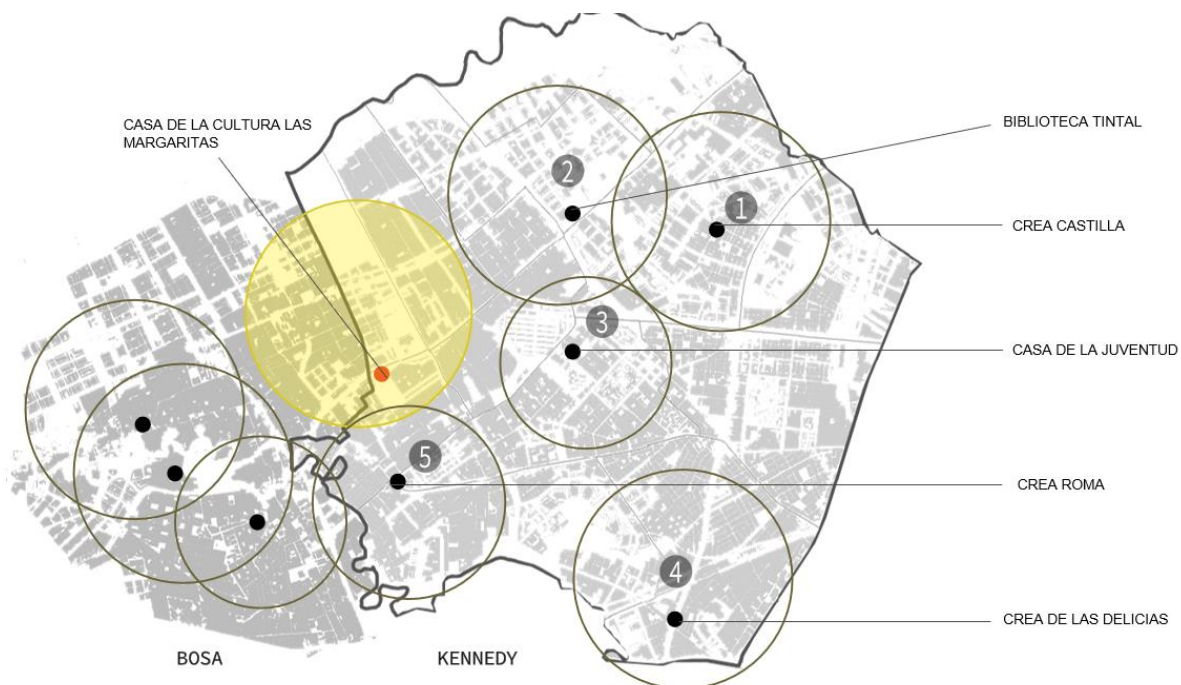 CASA DE LA CULTURA LAS
MARGARITAS
BIBLIOTECA TINTAL
2
1
CREA CASTILLA
3
CASA DE LA JUVENTUD
5
CREA ROMA
4
CREA DE LAS DELICIAS
BOSA
KENNEDY